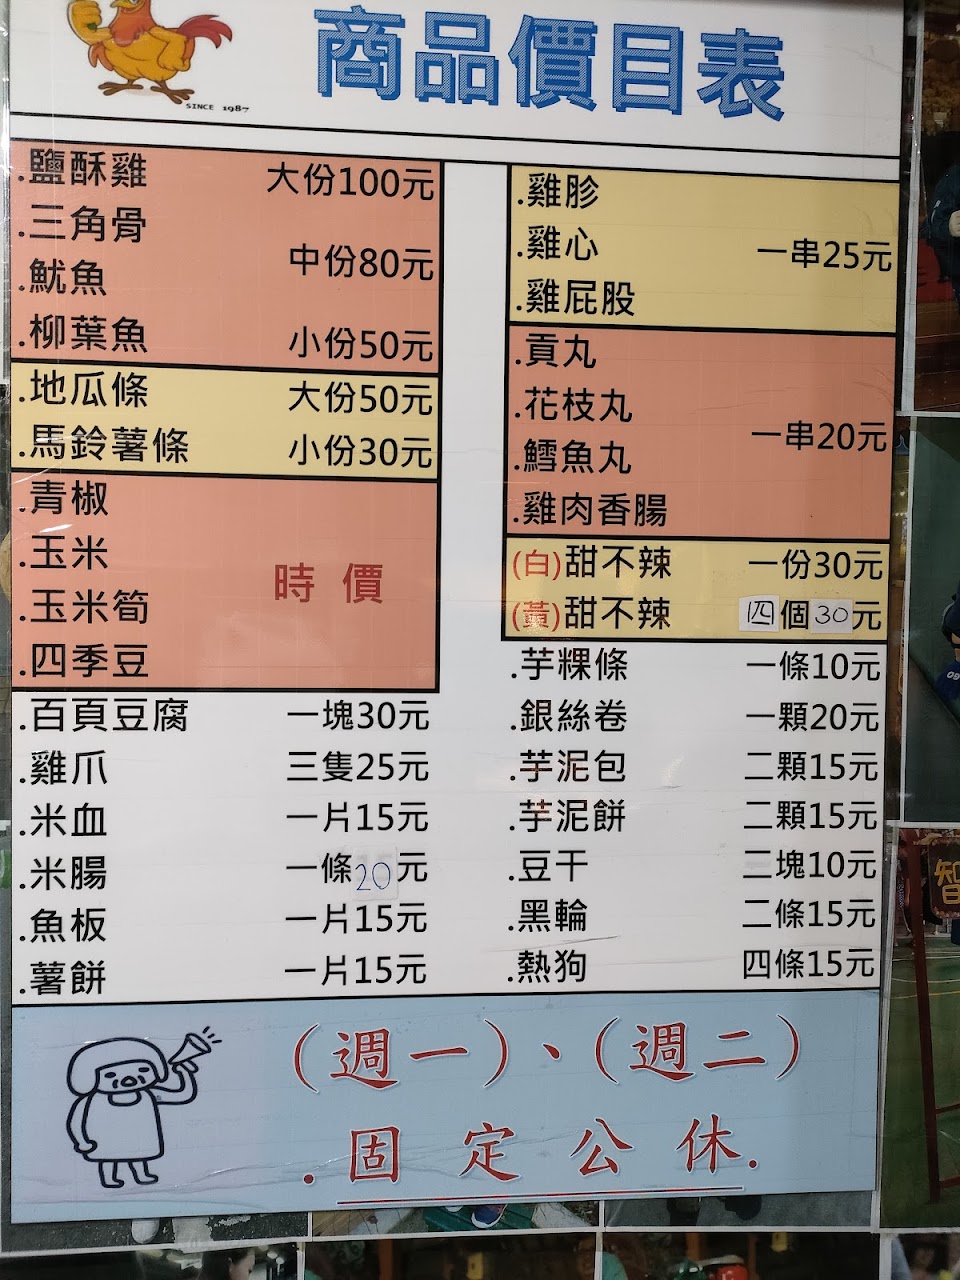 SINCE 1987
商品價目表
.鹽酥雞
.三角骨
.魷魚
.柳葉魚
大份100元
中份80元
小份50元
.地瓜條 大份50元
.馬鈴薯條 小份30元
.青椒
.玉米
.玉米筍
.四季豆
時價
.百頁豆腐 一塊30元
.雞爪 三隻25元
.米血 一片15元
.米腸 一條20元
.魚板 一片15元
.薯餅 一片15元
.雞胗
.雞心
.雞屁股
一串25元
.貢丸
.花枝丸
.鱈魚丸
.雞肉香腸
一串20元
(白)甜不辣 一份30元
(黃)甜不辣 四個30元
.芋粿條 一條10元
.銀絲卷 一顆20元
.芋泥包 二顆15元
.芋泥餅 二顆15元
.豆干 二塊10元
.黑輪 二條15元
.熱狗 四條15元
(週一)、(週二)
.固定公休.